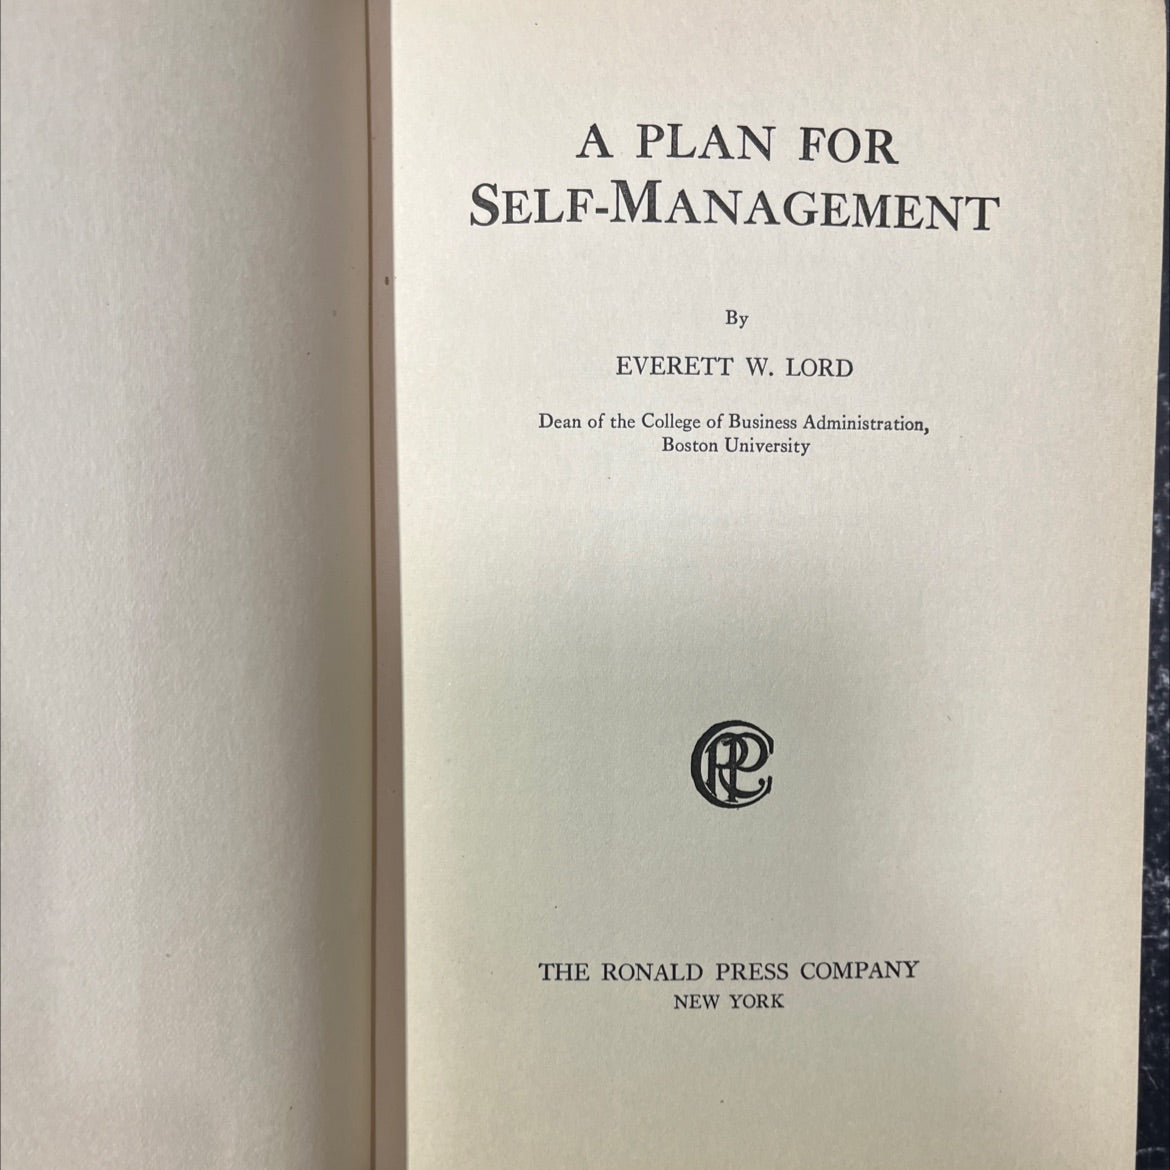 A PLAN FOR
SELF-MANAGEMENT
By
EVERETT W. LORD
Dean of the College of Business Administration,
Boston University
CRP
THE RONALD PRESS COMPANY
NEW YORK